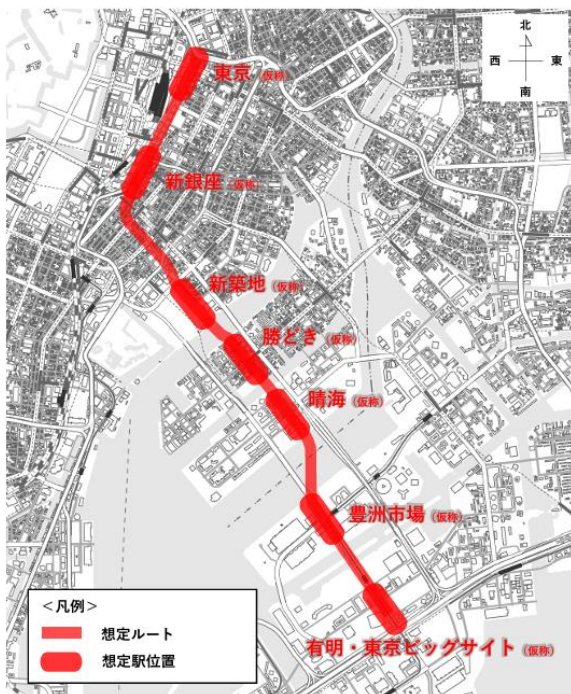 北
西 東
南
東京 (仮称)
新銀座 (仮称)
新築地 (仮称)
勝どき (仮称)
晴海 (仮称)
豊洲市場 (仮称)
有明・東京ビッグサイト (仮称)
<凡例>
想定ルート
想定駅位置